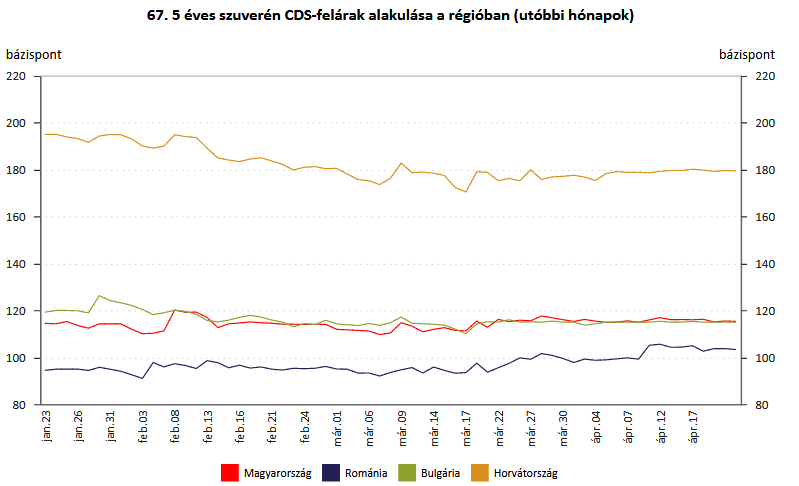 67. 5 éves szuverén CDS-felárak alakulása a régióban (utóbbi hónapok)
bázispont bázispont
220 220
200 200
180 180
160 160
140 140
120 120
100 100
80 80
jan.23 jan.26 jan.31 feb.03 feb.08 feb.13 feb.16 feb.21 feb.24 már.01 már.06 már.09 már.14 már.17 már.22 már.27 már.30 ápr.04 ápr.07 ápr.12 ápr.17
Magyarország Románia Bulgária Horvátország